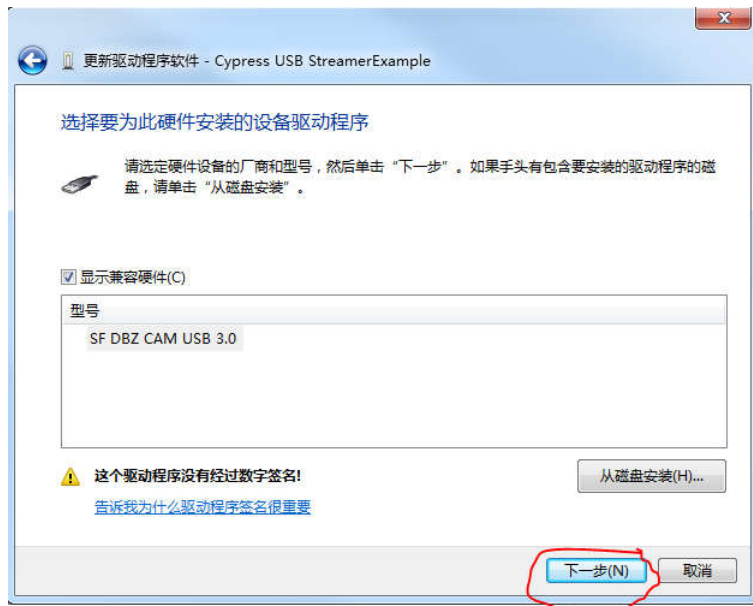 更新驱动程序软件 - Cypress USB StreamerExample
选择要为此硬件安装的设备驱动程序
请选定硬件设备的厂商和型号，然后单击“下一步”。如果手头有包含要安装的驱动程序的磁
盘，请单击“从磁盘安装”。
显示兼容硬件(C)
型号
SF DBZ CAM USB 3.0
这个驱动程序没有经过数字签名!
从磁盘安装(H)...
告诉我为什么驱动程序签名很重要
下一步(N)
取消